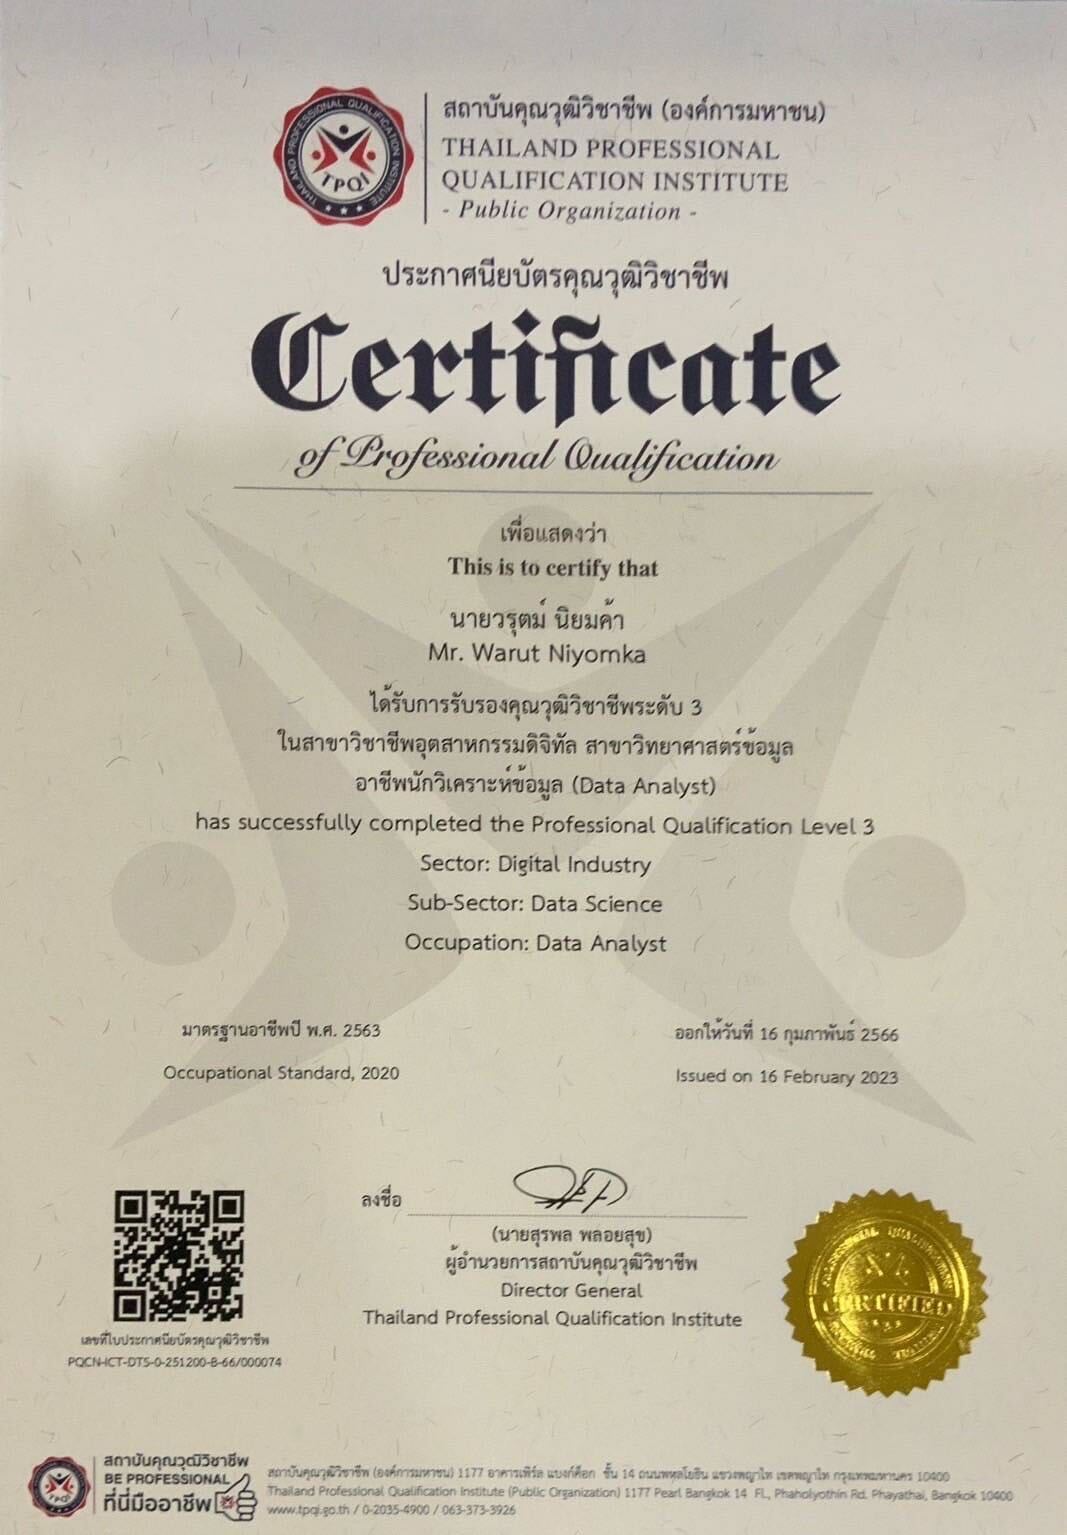 THAILAND PROFESSIONAL QUALIFICATION INSTITUTE
TPQI
สถาบันคุณวุฒิวิชาชีพ (องค์การมหาชน)
THAILAND PROFESSIONAL
QUALIFICATION INSTITUTE
- Public Organization -
ประกาศนียบัตรคุณวุฒิวิชาชีพ
Certificate
of Professional Qualification
เพื่อแสดงว่า
This is to certify that
นายวรุตม์ นิยมค้า
Mr. Warut Niyomka
ได้รับการรับรองคุณวุฒิวิชาชีพระดับ 3
ในสาขาวิชาชีพอุตสาหกรรมดิจิทัล สาขาวิทยาศาสตร์ข้อมูล
อาชีพนักวิเคราะห์ข้อมูล (Data Analyst)
has successfully completed the Professional Qualification Level 3
Sector: Digital Industry
Sub-Sector: Data Science
Occupation: Data Analyst
มาตรฐานอาชีพปี พ.ศ. 2563
ออกให้วันที่ 16 กุมภาพันธ์ 2566
Occupational Standard, 2020
Issued on 16 February 2023
ลงชื่อ
(นายสุรพล พลอยสุข)
ผู้อำนวยการสถาบันคุณวุฒิวิชาชีพ
Director General
Thailand Professional Qualification Institute
CERTIFIED
เลขที่ใบประกาศนียบัตรคุณวุฒิวิชาชีพ
PQCN-ICT-DTS-0-251200-B-66/000074
TPQI
สถาบันคุณวุฒิวิชาชีพ
BE PROFESSIONAL
ที่นี่มืออาชีพ
สถาบันคุณวุฒิวิชาชีพ (องค์การมหาชน) 1177 อาคารเพิร์ล แบงก์ค็อก ชั้น 14 ถนนพหลโยธิน แขวงพญาไท เขตพญาไท กรุงเทพมหานคร 10400
Thailand Professional Qualification Institute (Public Organization) 1177 Pearl Bangkok 14 FL, Phaholyothin Rd. Phayathai, Bangkok 10400
www.tpqi.go.th / 0-2035-4900 / 063-373-3926